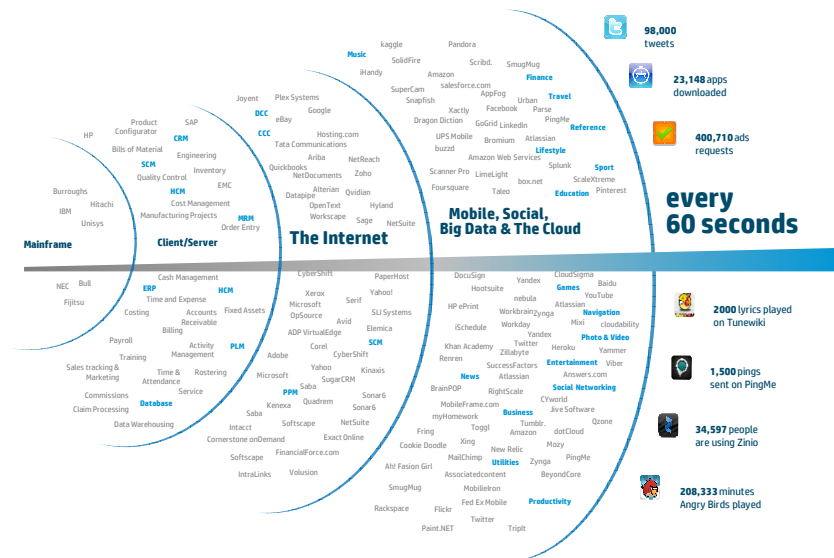 Mainframe
HP
Burroughs
Hitachi
IBM
Unisys
NEC
Bull
Fijitsu
Client/Server
Product
Configurator
SAP
CRM
Bills of Material
Engineering
SCM
Inventory
Quality Control
EMC
HCM
Cost Management
Manufacturing Projects
MRM
Order Entry
Cash Management
ERP
HCM
Time and Expense
Costing
Accounts
Receivable
Fixed Assets
Billing
Payroll
Activity
Management
PLM
Training
Sales tracking &
Marketing
Time &
Attendance
Rostering
Commissions
Service
Claim Processing
Database
Data Warehousing
The Internet
Joyent
Plex Systems
DCC
eBay
Google
CCC
Hosting.com
Tata Communications
Ariba
NetReach
Quickbooks
NetDocuments
Zoho
Alterian
Qvidian
Datapipe
OpenText
Hyland
Workscape
Sage
NetSuite
CyberShift
PaperHost
Xerox
Yahoo!
Microsoft
Serif
OpSource
SLI Systems
Avid
ADP VirtualEdge
Elemica
Corel
SCM
Adobe
CyberShift
Yahoo
Kinaxis
Microsoft
SugarCRM
Saba
PPM
Sonar6
Kenexa
Quadrem
Sonar6
Saba
Intacct
Softscape
NetSuite
Cornerstone onDemand
Exact Online
Softscape
FinancialForce.com
IntraLinks
Volusion
Mobile, Social,
Big Data & The Cloud
Music
kaggle
Pandora
SolidFire
Scribd.
SmugMug
iHandy
Amazon
Finance
SuperCam
salesforce.com
AppFog
Snapfish
Travel
Urban
Xactly
Facebook
Parse
Dragon Diction
GoGrid
LinkedIn
PingMe
Reference
UPS Mobile
Bromium
Atlassian
buzzd
Lifestyle
Amazon Web Services
Splunk
Sport
Scanner Pro
LimeLight
ScaleXtreme
box.net
Foursquare
Taleo
Education
Pinterest
DocuSign
CloudSigma
Hootsuite
Yandex
Games
Baidu
nebula
YouTube
HP ePrint
Workbrain
Zynga
Atlassian
Navigation
iSchedule
Workday
Mixi
cloudability
Yandex
Photo & Video
Khan Academy
Twitter
Heroku
Yammer
Renren
Zillabyte
SuccessFactors
Entertainment
Viber
News
Atlassian
Answers.com
BrainPOP
RightScale
Social Networking
CYworld
MobileFrame.com
Business
Jive Software
myHomework
Tumblr.
Qzone
Fring
Toggl
Amazon
dotCloud
Cookie Doodle
Xing
Mozy
New Relic
MailChimp
PingMe
Ah! Fasion Girl
Utilities
Zynga
Associatedcontent
BeyondCore
SmugMug
MobileIron
Rackspace
Fed Ex Mobile
Productivity
Flickr
Twitter
Paint.NET
TripIt
98,000
tweets
23,148 apps
downloaded
400,710 ads
requests
every
60 seconds
2000 lyrics played
on Tunewiki
1,500 pings
sent on PingMe
34,597 people
are using Zinio
208,333 minutes
Angry Birds played